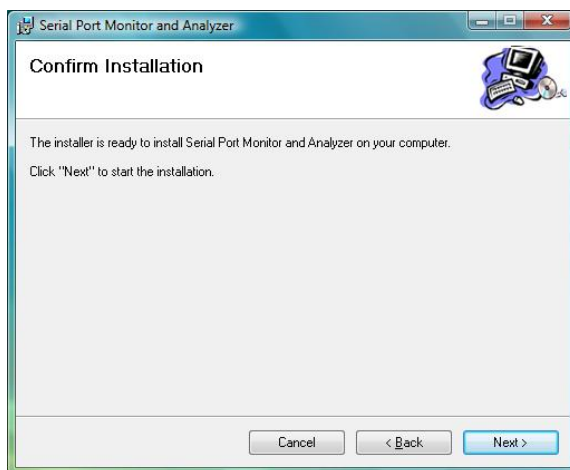 Serial Port Monitor and Analyzer
Confirm Installation
The installer is ready to install Serial Port Monitor and Analyzer on your computer.
Click "Next" to start the installation.
Cancel
< Back
Next >